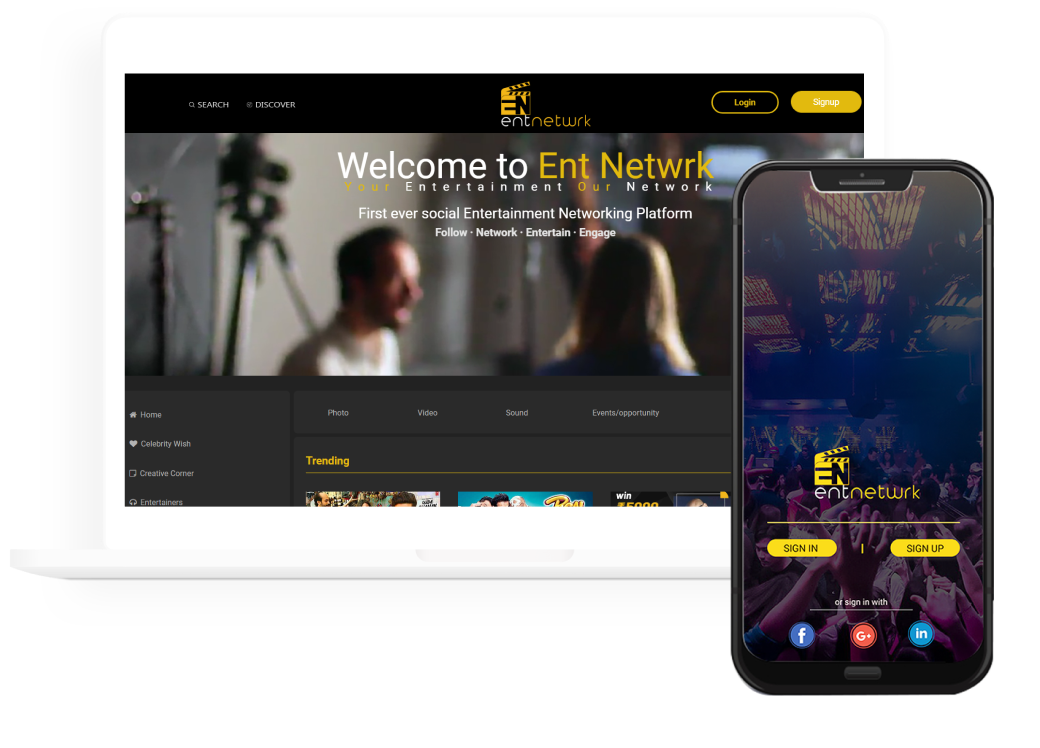 SEARCH DISCOVER
EN
entnetwrk
Login Signup
Welcome to Ent Netwrk
Your Entertainment Our Network
First ever social Entertainment Networking Platform
Follow · Network · Entertain · Engage
Home
Celebrity Wish
Creative Corner
Entertainers
Photo Video Sound Events/opportunity
Trending
win
₹5000
EN
entnetwrk
SIGN IN | SIGN UP
or sign in with
f G+ in